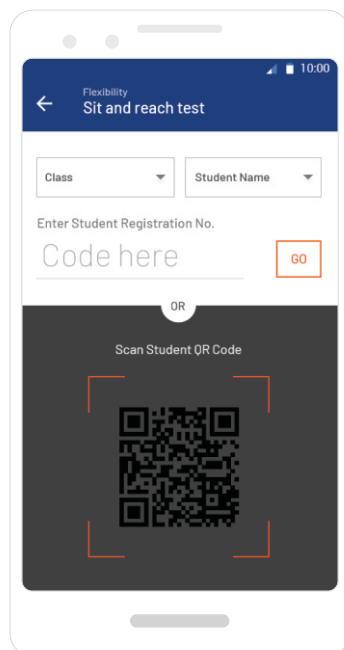 10:00
Flexibility
Sit and reach test
Class
Student Name
Enter Student Registration No.
Code here
GO
OR
Scan Student QR Code